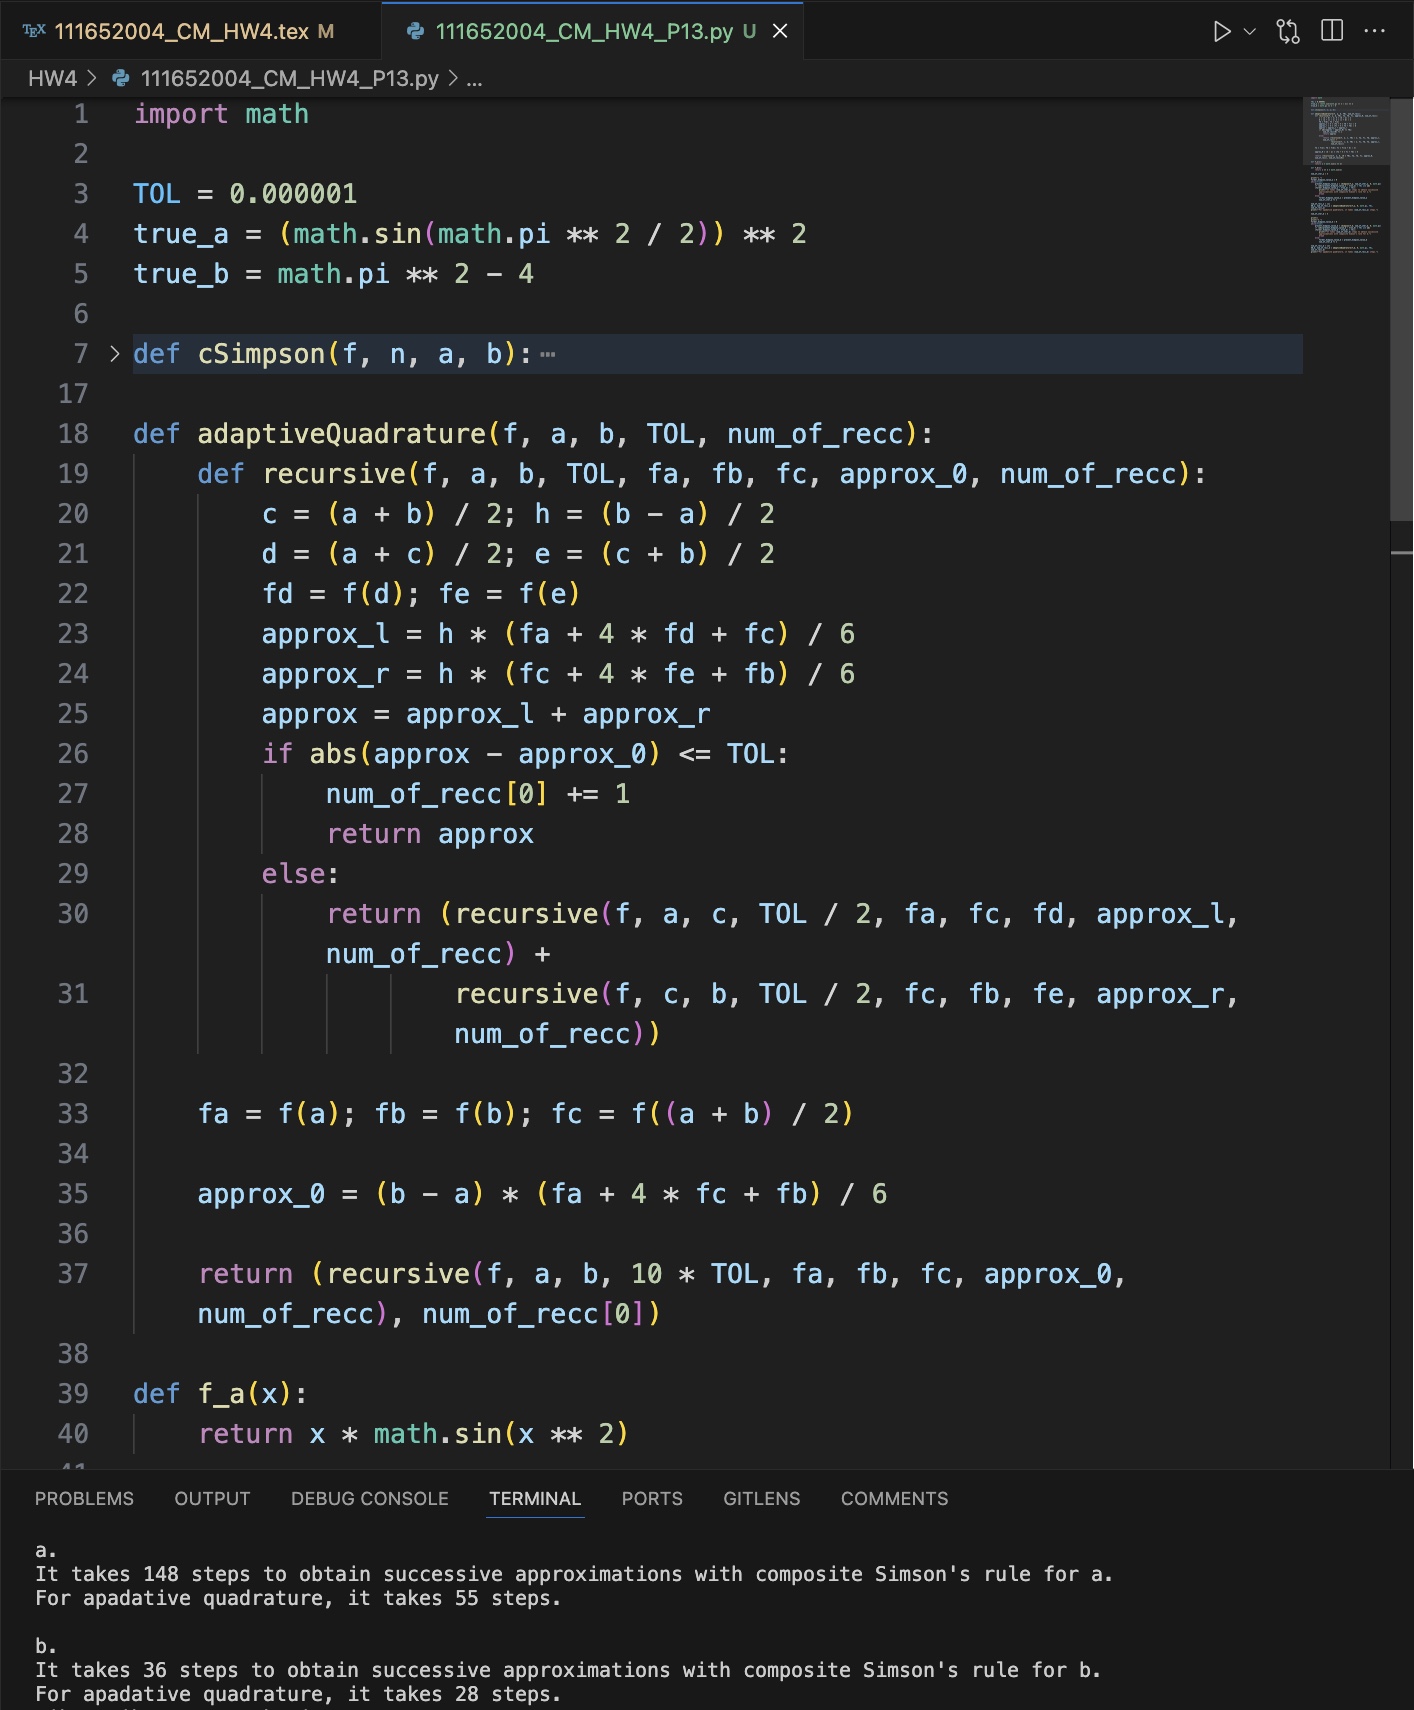 TEX 111652004_CM_HW4.tex M
111652004_CM_HW4_P13.py U
HW4 > 111652004_CM_HW4_P13.py > ...
1 import math
2
3 TOL = 0.000001
4 true_a = (math.sin(math.pi ** 2 / 2)) ** 2
5 true_b = math.pi ** 2 - 4
6
7 > def cSimpson(f, n, a, b): ⋯
17
18 def adaptiveQuadrature(f, a, b, TOL, num_of_recc):
19 def recursive(f, a, b, TOL, fa, fb, fc, approx_0, num_of_recc):
20 c = (a + b) / 2; h = (b - a) / 2
21 d = (a + c) / 2; e = (c + b) / 2
22 fd = f(d); fe = f(e)
23 approx_l = h * (fa + 4 * fd + fc) / 6
24 approx_r = h * (fc + 4 * fe + fb) / 6
25 approx = approx_l + approx_r
26 if abs(approx - approx_0) <= TOL:
27 num_of_recc[0] += 1
28 return approx
29 else:
30 return (recursive(f, a, c, TOL / 2, fa, fc, fd, approx_l,
num_of_recc) +
31 recursive(f, c, b, TOL / 2, fc, fb, fe, approx_r,
num_of_recc))
32
33 fa = f(a); fb = f(b); fc = f((a + b) / 2)
34
35 approx_0 = (b - a) * (fa + 4 * fc + fb) / 6
36
37 return (recursive(f, a, b, 10 * TOL, fa, fb, fc, approx_0,
num_of_recc), num_of_recc[0])
38
39 def f_a(x):
40 return x * math.sin(x ** 2)
PROBLEMS OUTPUT DEBUG CONSOLE TERMINAL PORTS GITLENS COMMENTS
a.
It takes 148 steps to obtain successive approximations with composite Simson's rule for a.
For apadative quadrature, it takes 55 steps.
b.
It takes 36 steps to obtain successive approximations with composite Simson's rule for b.
For apadative quadrature, it takes 28 steps.